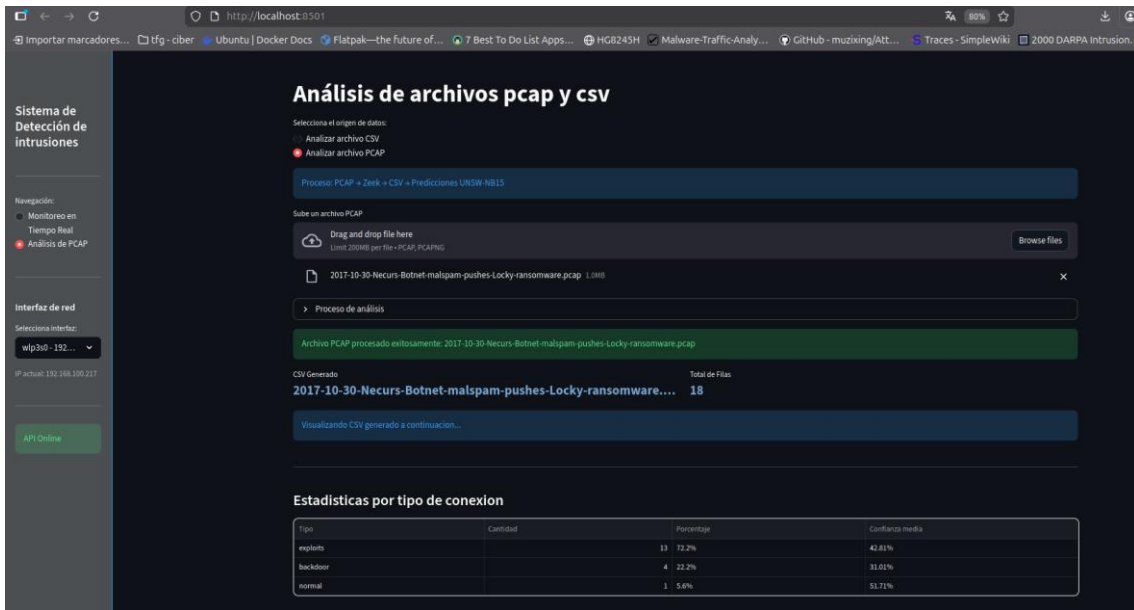 http://localhost:8501
80%
Importar marcadores...
tfg - ciber
Ubuntu | Docker Docs
Flatpak—the future of...
7 Best To Do List Apps...
HG8245H
Malware-Traffic-Analy...
GitHub - muzixing/Att...
Traces - SimpleWiki
2000 DARPA Intrusion...
Sistema de
Detección de
intrusiones
Navegación:
Monitoreo en
Tiempo Real
Análisis de PCAP
Interfaz de red
Selecciona interfaz:
wlp3s0 - 192...
IP actual: 192.168.100.217
API Online
Análisis de archivos pcap y csv
Selecciona el origen de datos:
Analizar archivo CSV
Analizar archivo PCAP
Proceso: PCAP → Zeek → CSV → Predicciones UNSW-NB15
Sube un archivo PCAP
Drag and drop file here
Limit 200MB per file • PCAP, PCAPNG
Browse files
2017-10-30-Necurs-Botnet-malspam-pushes-Locky-ransomware.pcap 1.0MB
Proceso de análisis
Archivo PCAP procesado exitosamente: 2017-10-30-Necurs-Botnet-malspam-pushes-Locky-ransomware.pcap
CSV Generado Total de Filas
2017-10-30-Necurs-Botnet-malspam-pushes-Locky-ransomware.... 18
Visualizando CSV generado a continuacion...
Estadisticas por tipo de conexion
Tipo Cantidad Porcentaje Confianza media
exploits 13 72.2% 42.81%
backdoor 4 22.2% 31.01%
normal 1 5.6% 51.71%